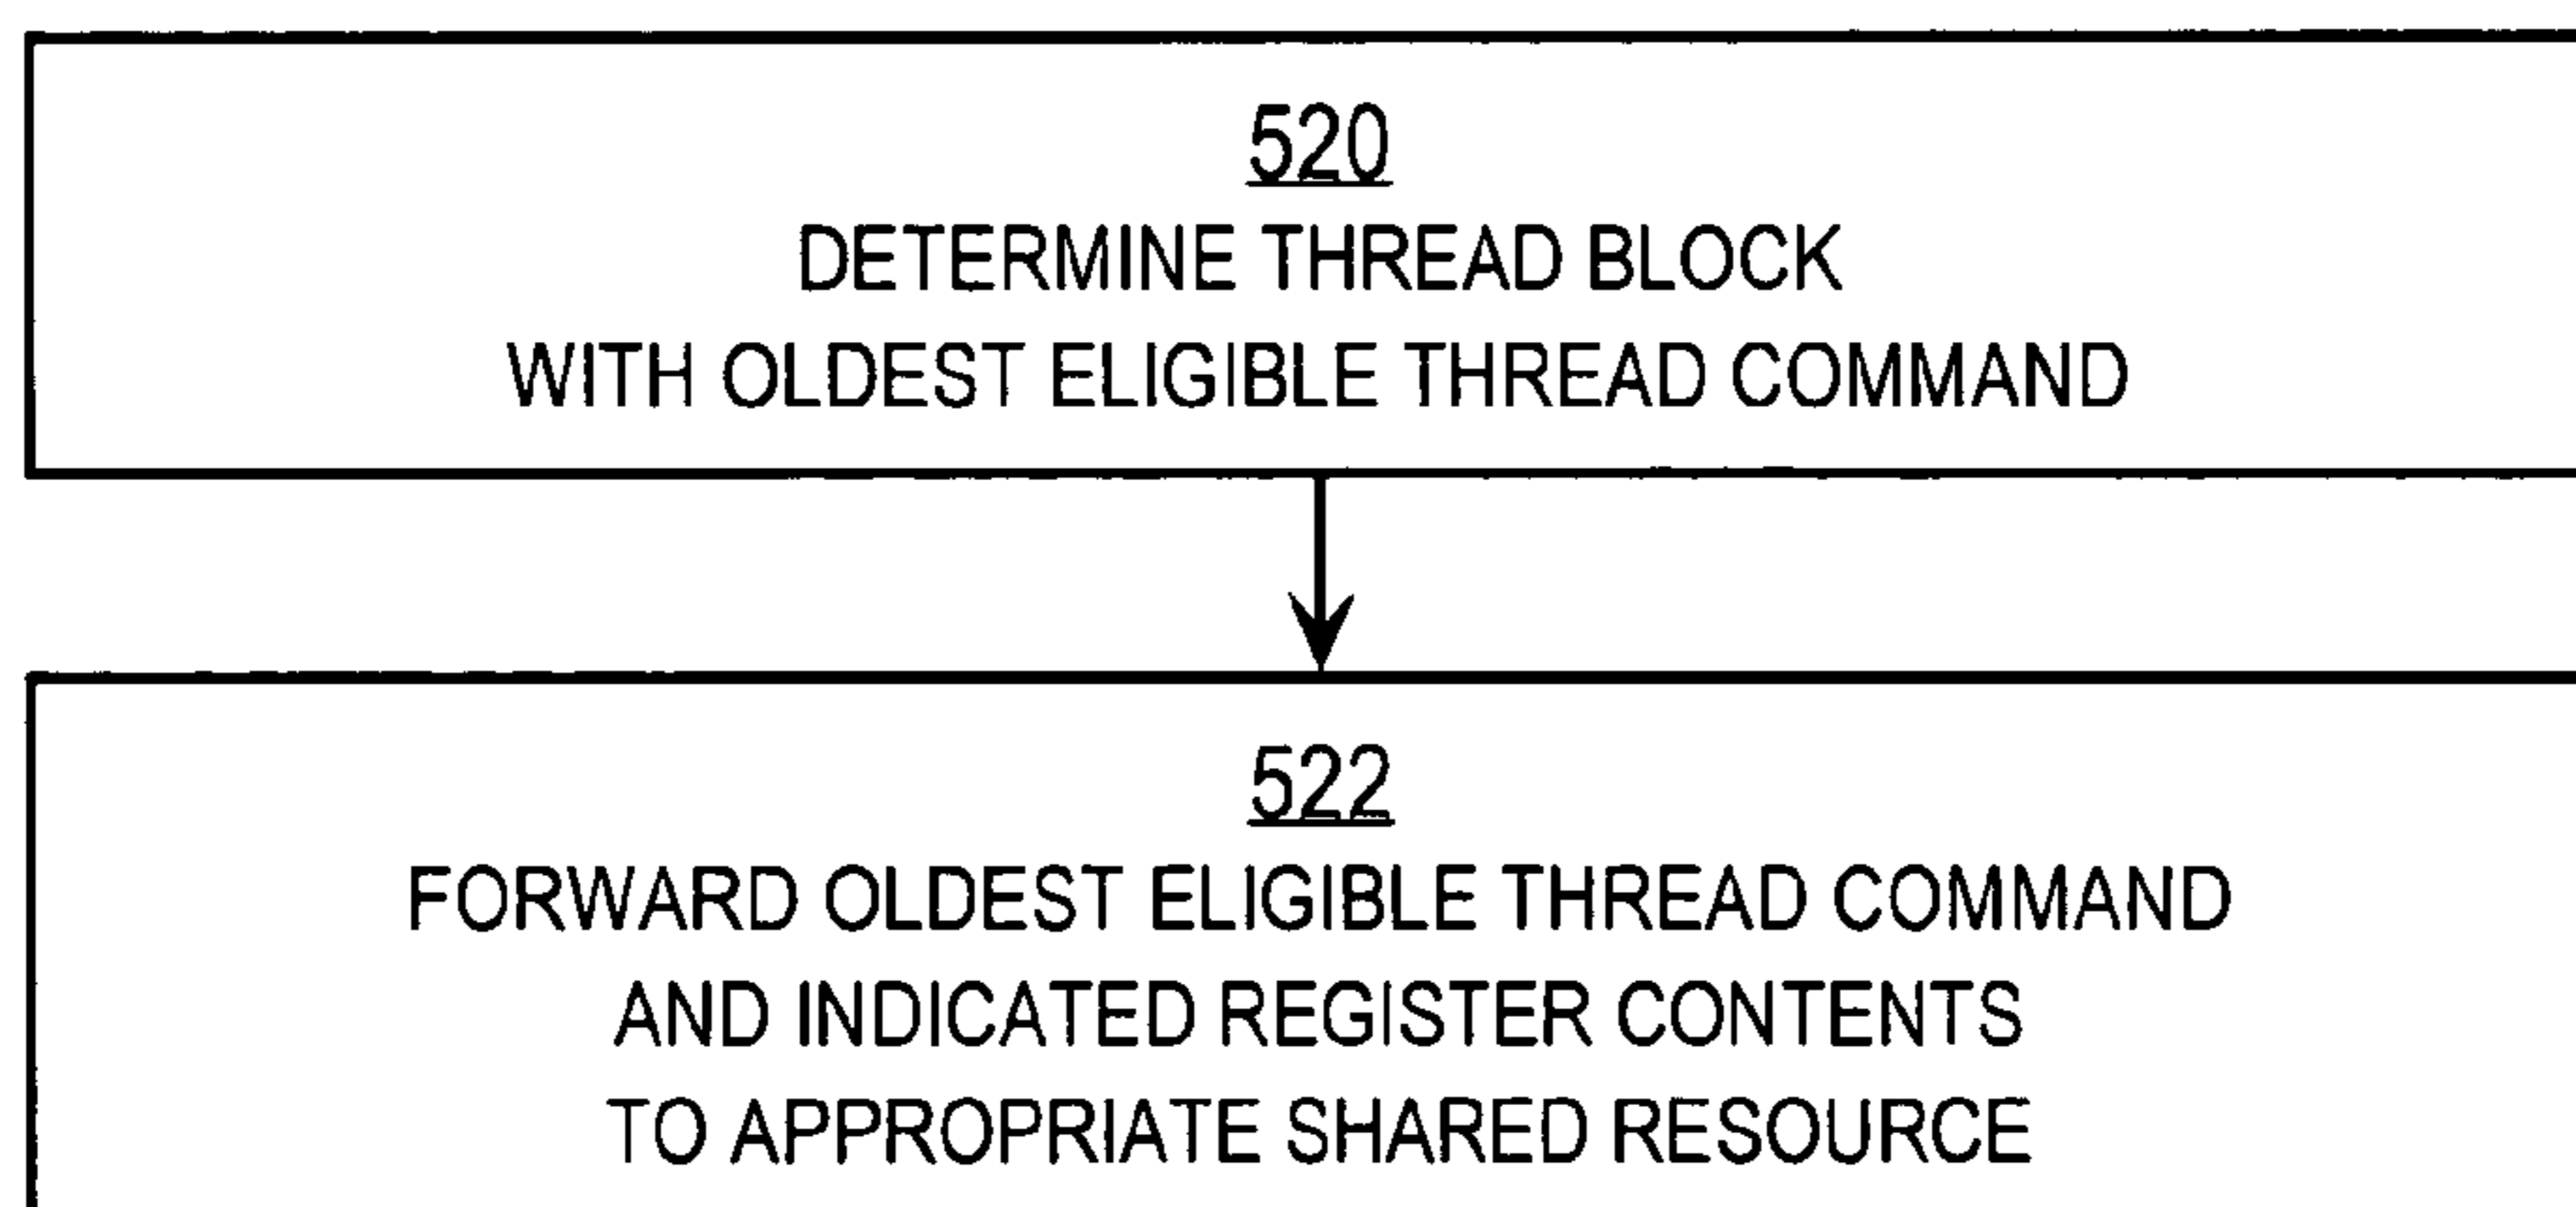 520
DETERMINE THREAD BLOCK
WITH OLDEST ELIGIBLE THREAD COMMAND
522
FORWARD OLDEST ELIGIBLE THREAD COMMAND
AND INDICATED REGISTER CONTENTS
TO APPROPRIATE SHARED RESOURCE